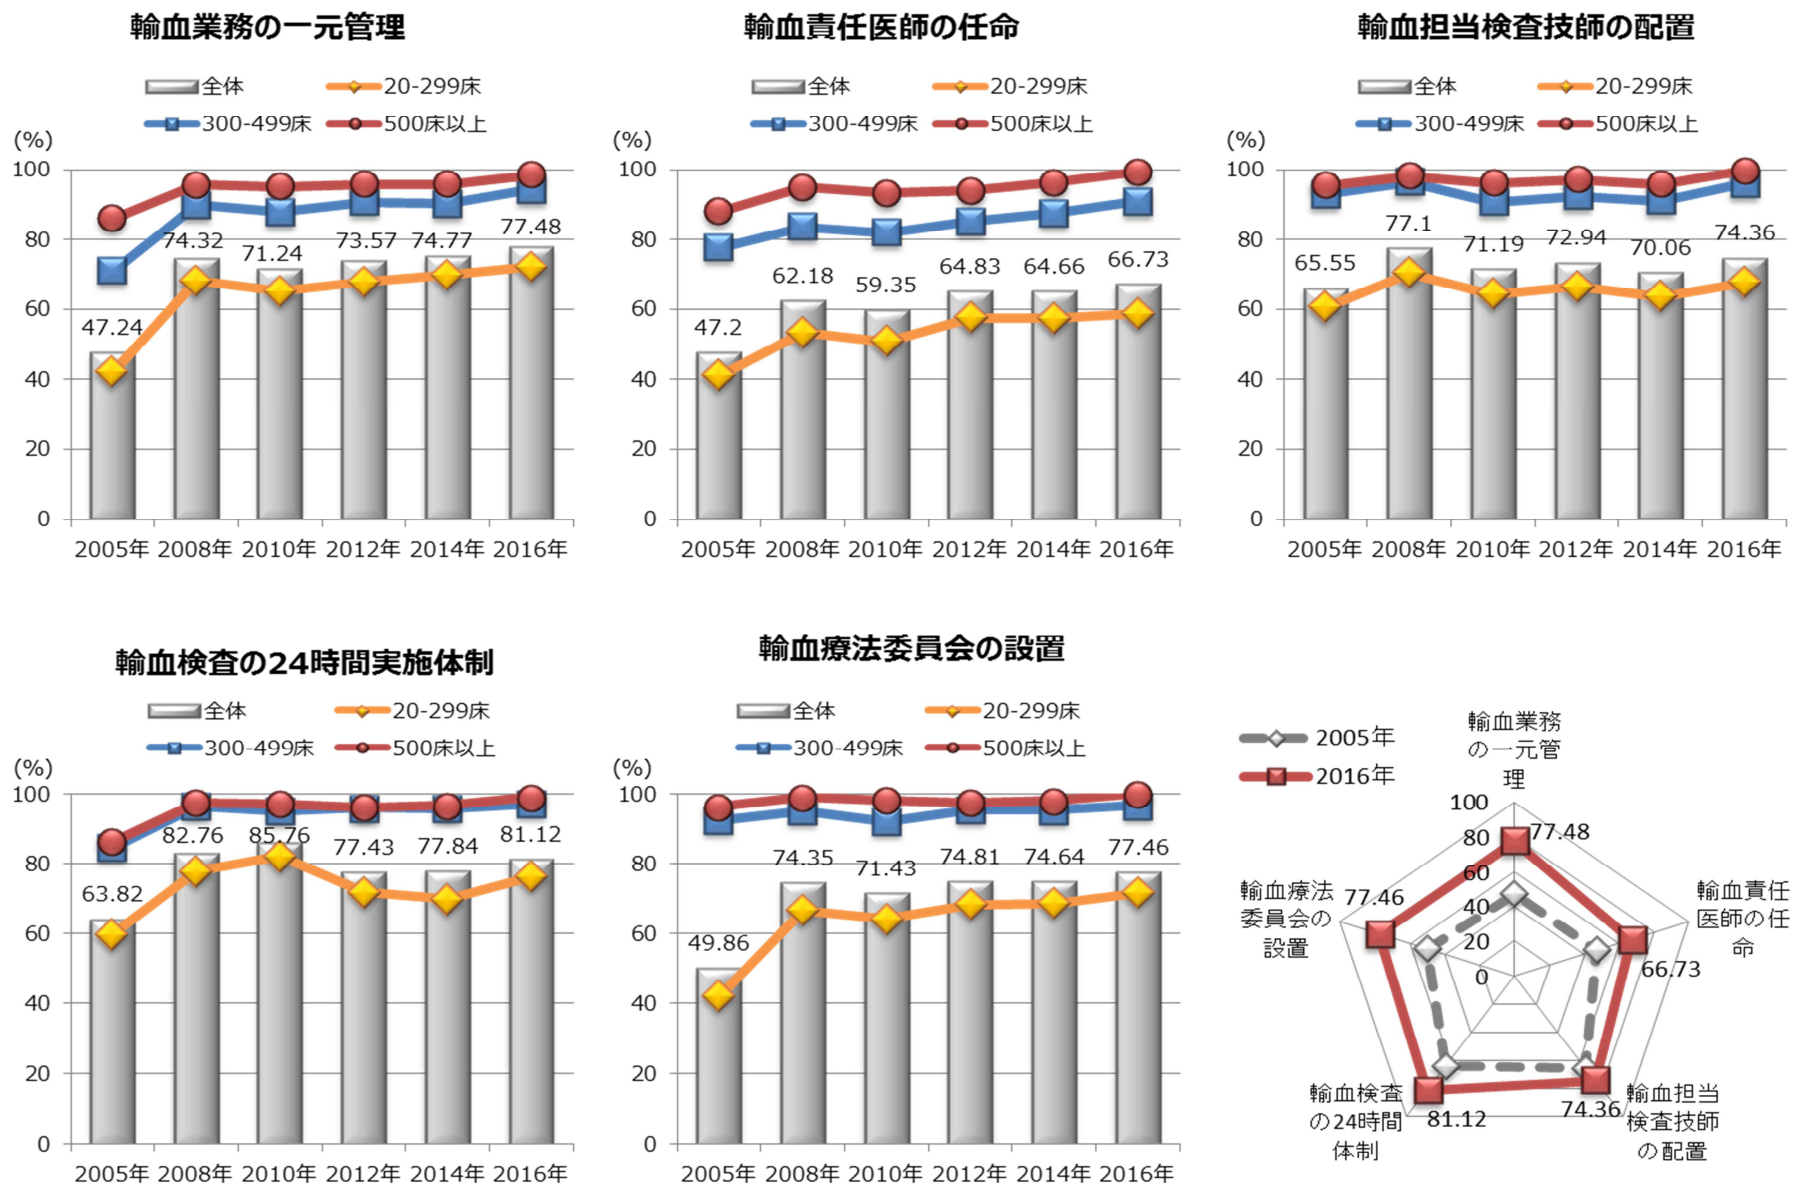 輸血業務の一元管理
全体
20-299床
300-499床
500床以上
(%)
100
80
60
40
20
0
47.24
74.32
71.24
73.57
74.77
77.48
2005年 2008年 2010年 2012年 2014年 2016年
輸血責任医師の任命
全体
20-299床
300-499床
500床以上
(%)
100
80
60
40
20
0
47.2
62.18
59.35
64.83
64.66
66.73
2005年 2008年 2010年 2012年 2014年 2016年
輸血担当検査技師の配置
全体
20-299床
300-499床
500床以上
(%)
100
80
60
40
20
0
65.55
77.1
71.19
72.94
70.06
74.36
2005年 2008年 2010年 2012年 2014年 2016年
輸血検査の24時間実施体制
全体
20-299床
300-499床
500床以上
(%)
100
80
60
40
20
0
63.82
82.76
85.76
77.43
77.84
81.12
2005年 2008年 2010年 2012年 2014年 2016年
輸血療法委員会の設置
全体
20-299床
300-499床
500床以上
(%)
100
80
60
40
20
0
49.86
74.35
71.43
74.81
74.64
77.46
2005年 2008年 2010年 2012年 2014年 2016年
2005年
2016年
輸血業務
の一元管
理
100
80
60
40
20
0
77.48
輸血責任
医師の任
命
66.73
輸血担当
検査技師
の配置
74.36
輸血検査
の24時間
体制
81.12
輸血療法
委員会の
設置
77.46